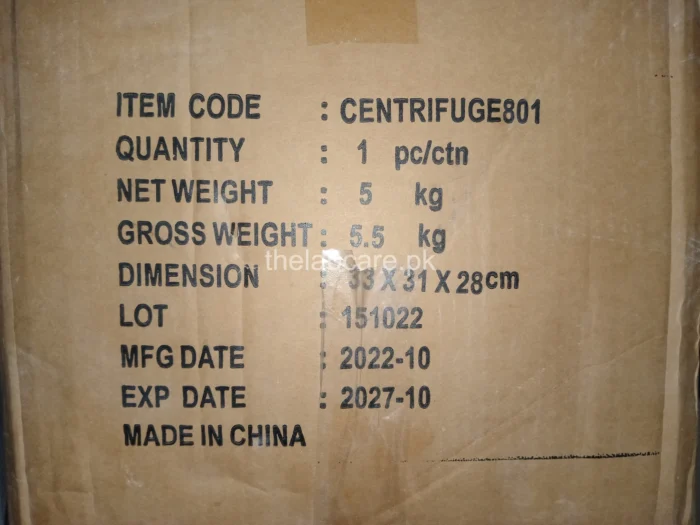 ITEM CODE : CENTRIFUGE801
QUANTITY : 1 pc/ctn
NET WEIGHT : 5 kg
GROSS WEIGHT : 5.5 kg
thelabcare.pk
DIMENSION : 33 X 31 X 28cm
LOT : 151022
MFG DATE : 2022-10
EXP DATE : 2027-10
MADE IN CHINA